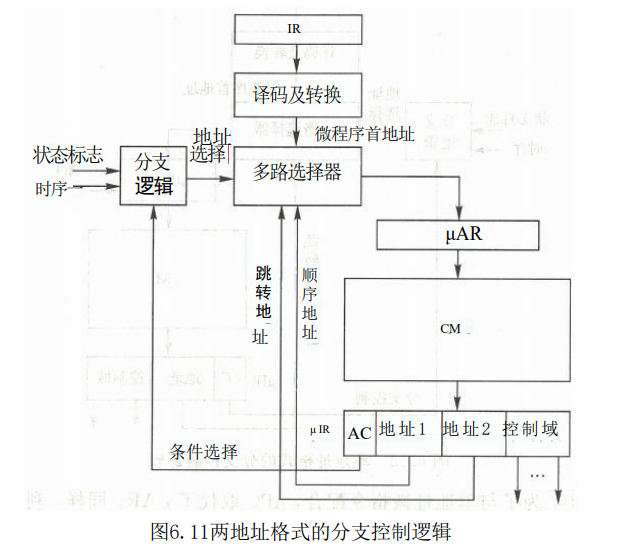 IR
译码及转换
微程序首地址
地址
选择
状态标志
时序
分支
逻辑
多路选择器
μAR
跳转地址
顺序地址
CM
μIR
AC
地址1
地址2
控制域
条件选择
...
图6.11两地址格式的分支控制逻辑